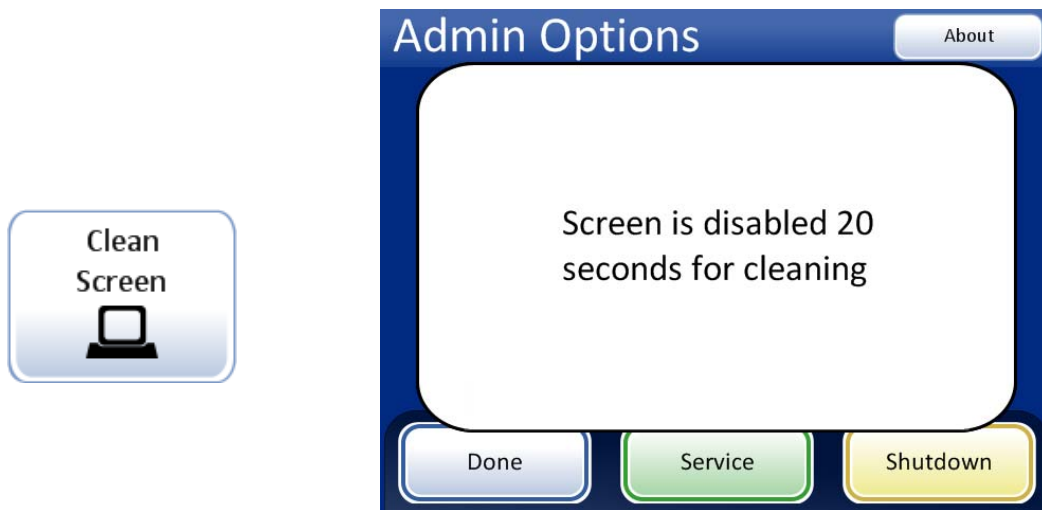 Clean
Screen
Admin Options
About
Screen is disabled 20
seconds for cleaning
Done
Service
Shutdown